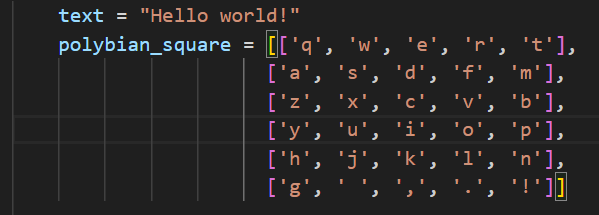 text = "Hello world!"
polybian_square = [['q', 'w', 'e', 'r', 't'],
['a', 's', 'd', 'f', 'm'],
['z', 'x', 'c', 'v', 'b'],
['y', 'u', 'i', 'o', 'p'],
['h', 'j', 'k', 'l', 'n'],
['g', ' ', ',', '.', '!']]